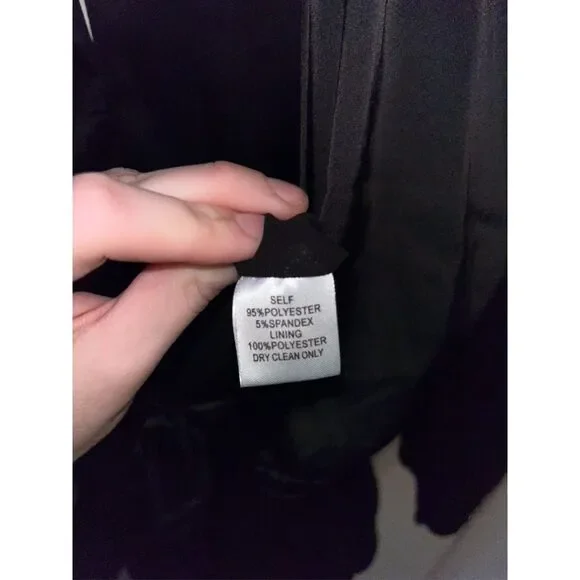 SELF
95%POLYESTER
5%SPANDEX
LINING
100%POLYESTER
DRY CLEAN ONLY